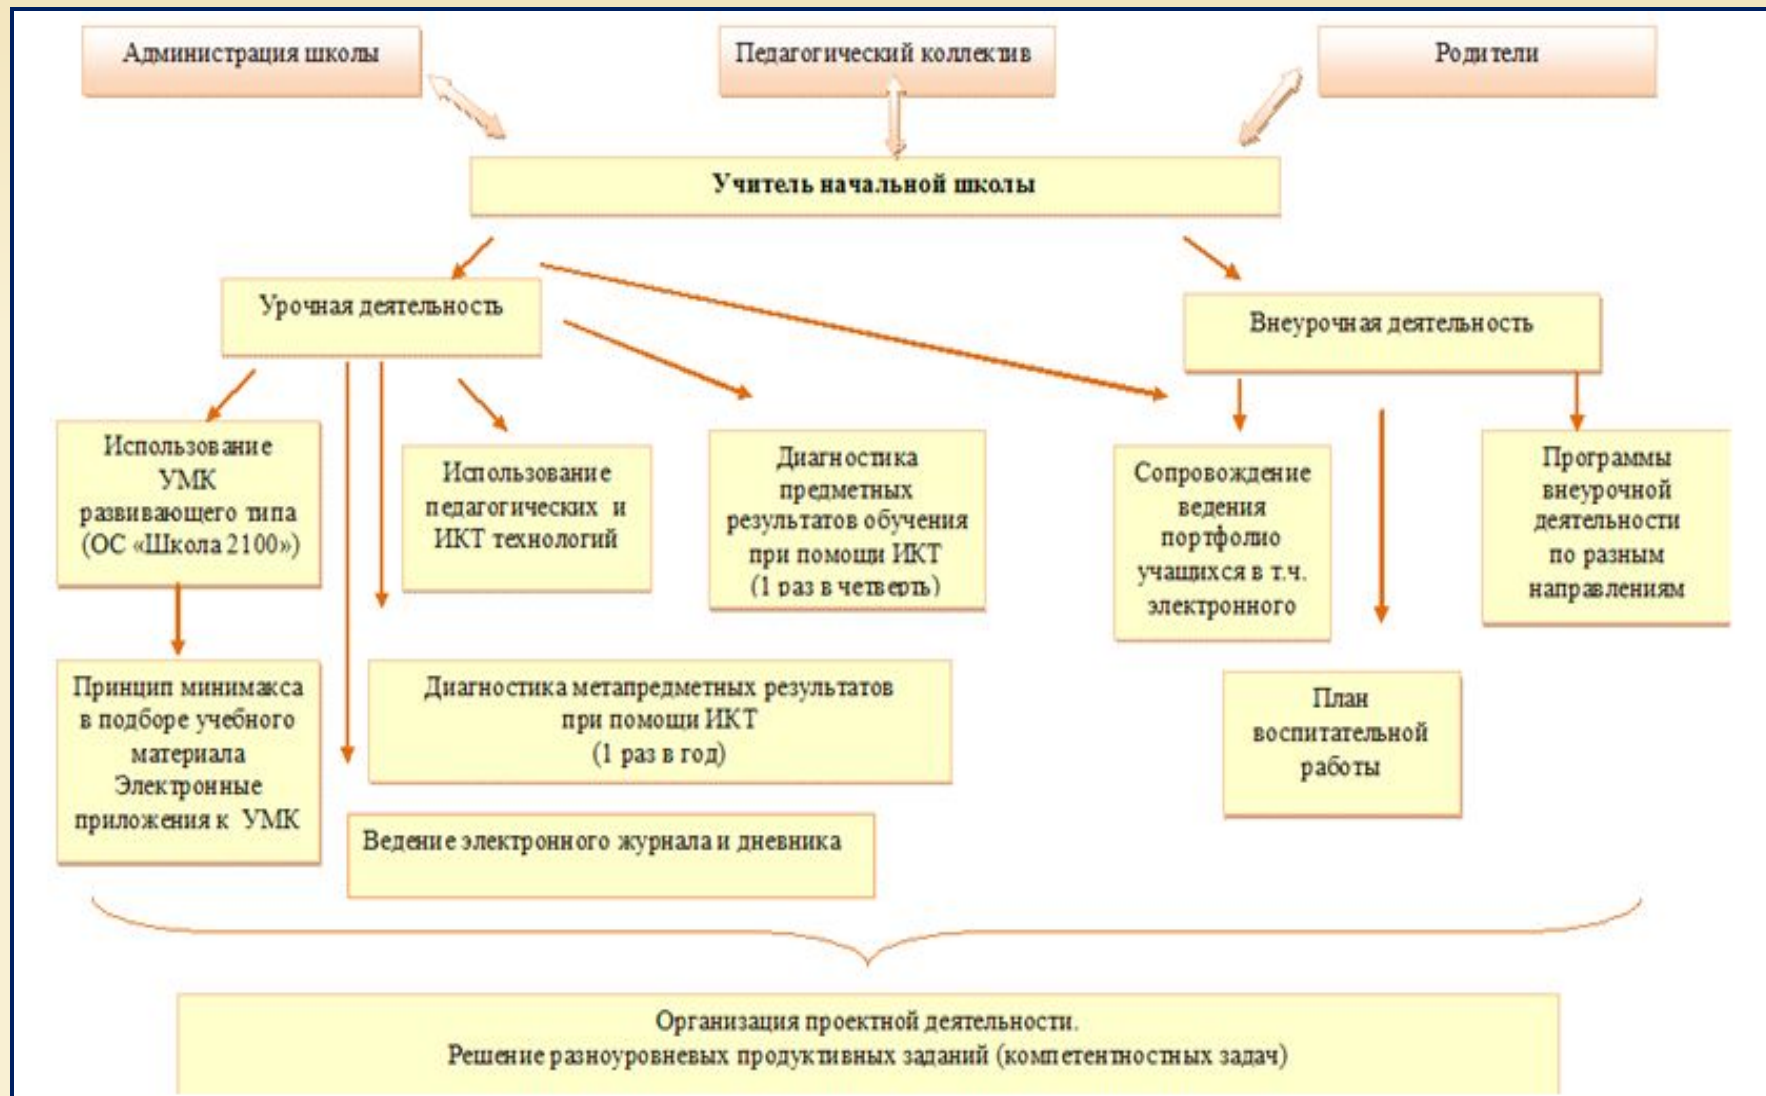 Администрация школы
Педагогический коллектив
Родители
Учитель начальной школы
Урочная деятельность
Внеурочная деятельность
Использование
УМК
развивающего типа
(ОС «Школа 2100»)
Использование
педагогических и
ИКТ технологий
Диагностика
предметных
результатов обучения
при помощи ИКТ
(1 раз в четверть)
Сопровождение
ведения
портфолио
учащихся в т.ч.
электронного
Программы
внеурочной
деятельности
по разным
направлениям
Принцип минимакса
в подборе учебного
материала
Электронные
приложения к УМК
Диагностика метапредметных результатов
при помощи ИКТ
(1 раз в год)
План
воспитательной
работы
Ведение электронного журнала и дневника
Организация проектной деятельности.
Решение разноуровневых продуктивных заданий (компетентностных задач)